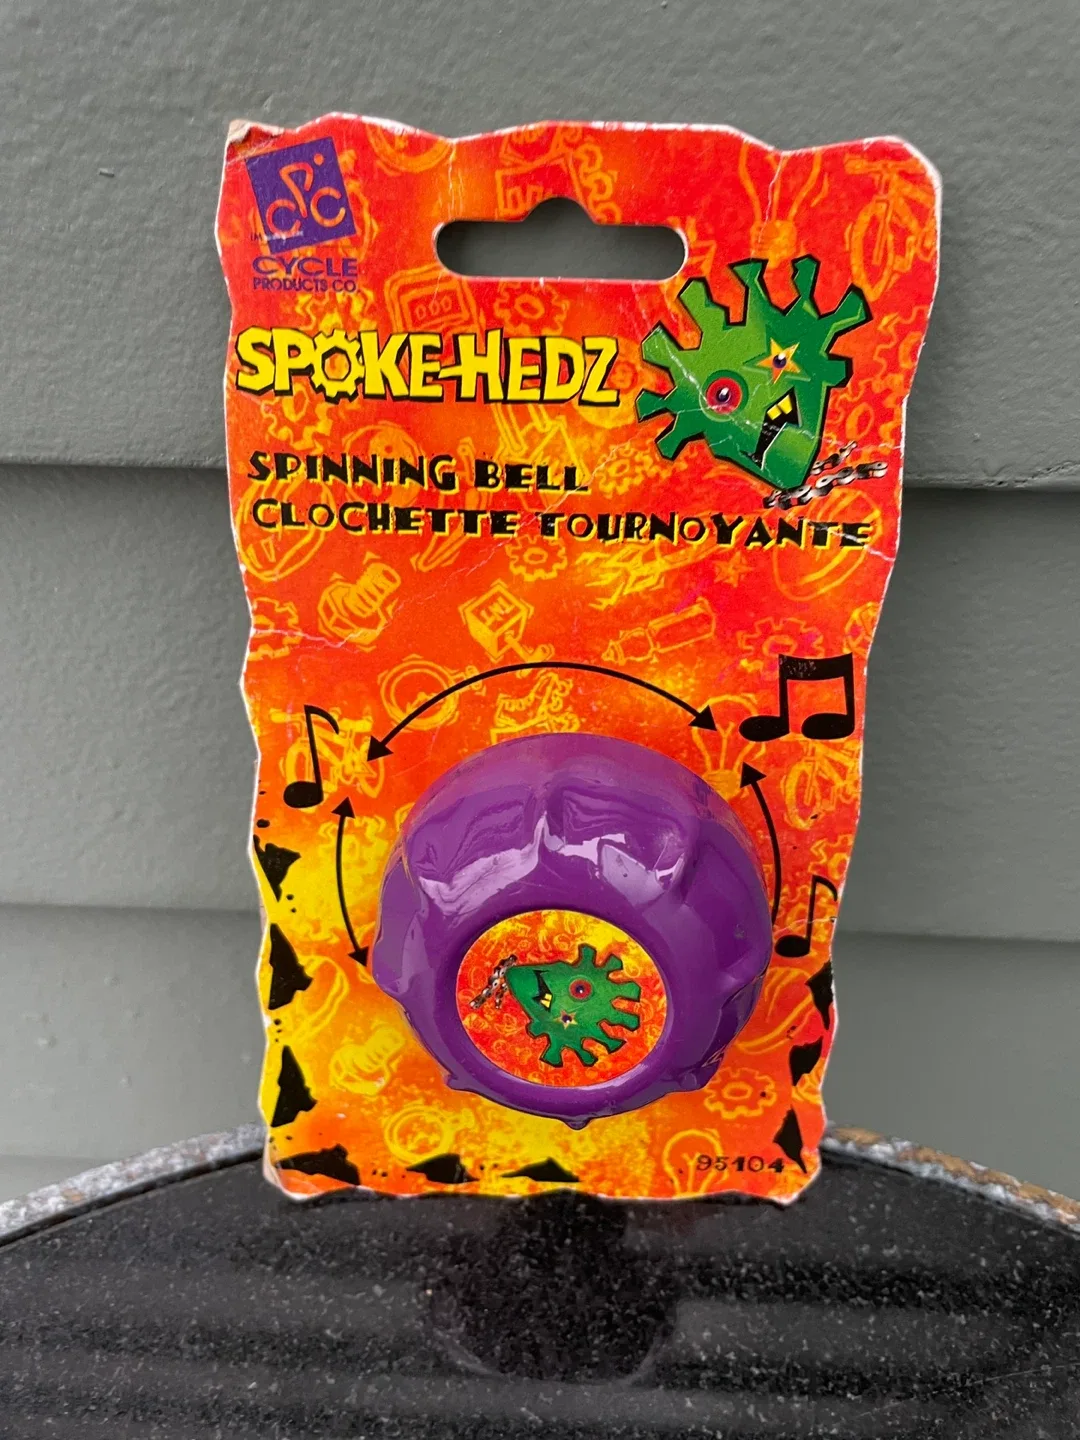 CPC
CYCLE
PRODUCTS CO.
SPOKE-HEDZ
SPINNING BELL
CLOCHETTE TOURNOYANTE
95104